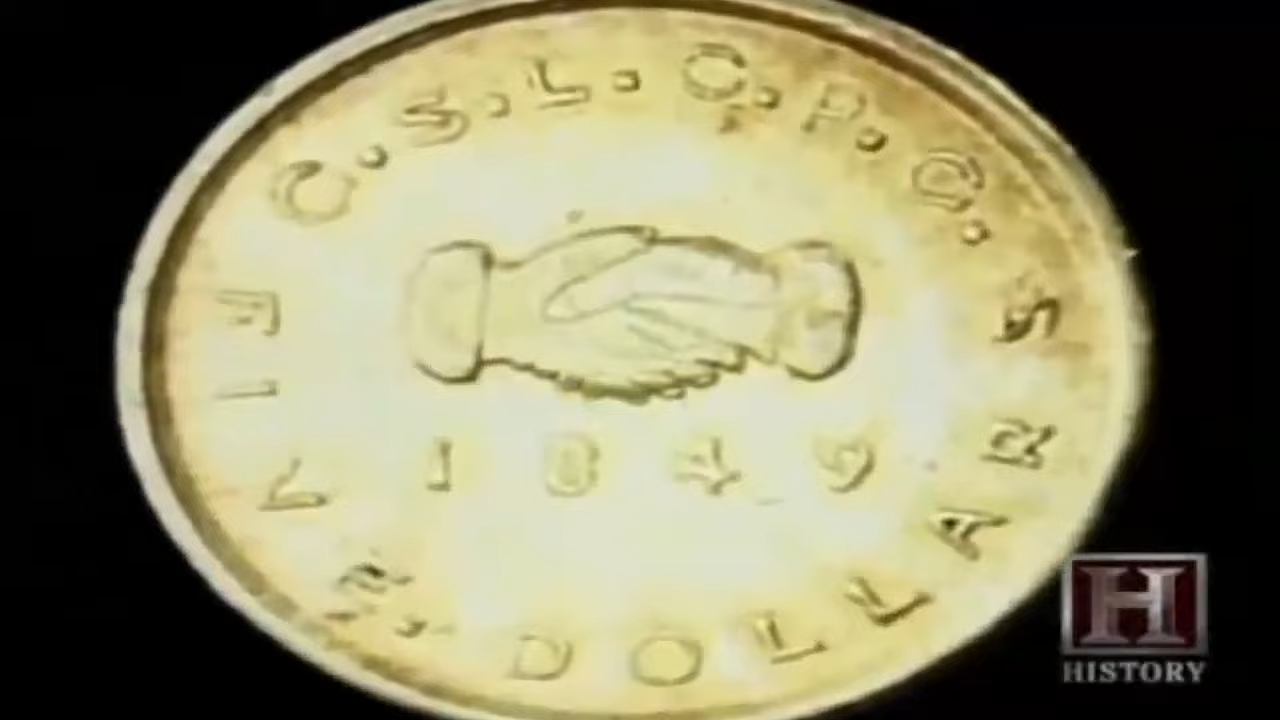 G. S. L. C. P. G.
FIVE. DOLLARS
1849
H
HISTORY